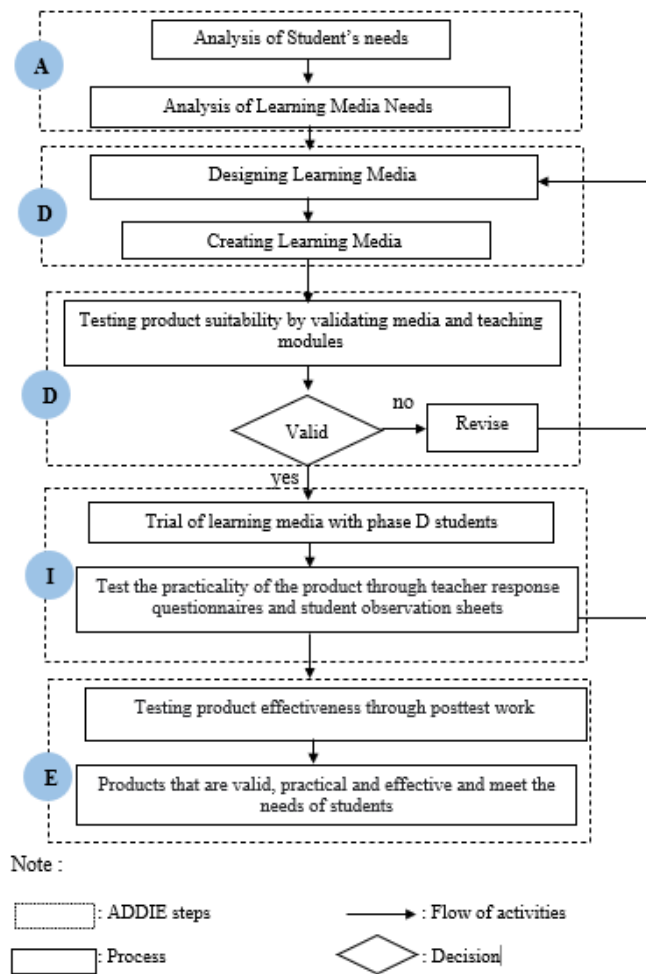 Analysis of Student's needs
A
Analysis of Learning Media Needs
Designing Learning Media
D
Creating Learning Media
Testing product suitability by validating media and teaching
modules
D
no
Valid
Revise
yes
Trial of learning media with phase D students
I
Test the practicality of the product through teacher response
questionnaires and student observation sheets
Testing product effectiveness through posttest work
E
Products that are valid, practical and effective and meet the
needs of students
Note :
: ADDIE steps
: Flow of activities
: Process
: Decision